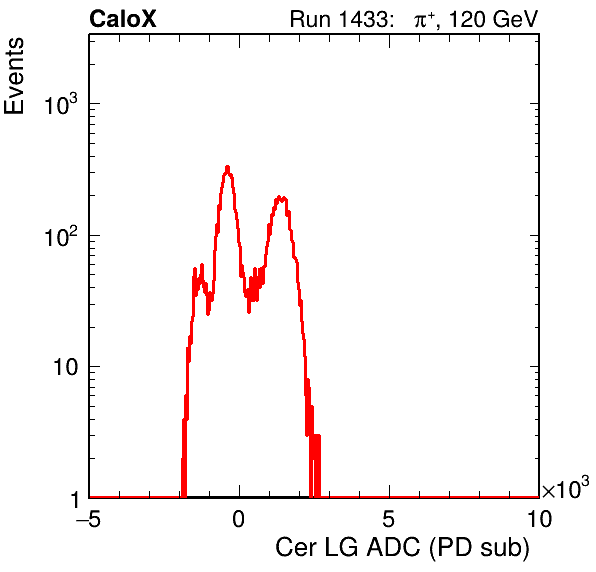 CaloX Run 1433: π⁺, 120 GeV
Events
10³
10²
10
1
−5 0 5 10
×10³
Cer LG ADC (PD sub)